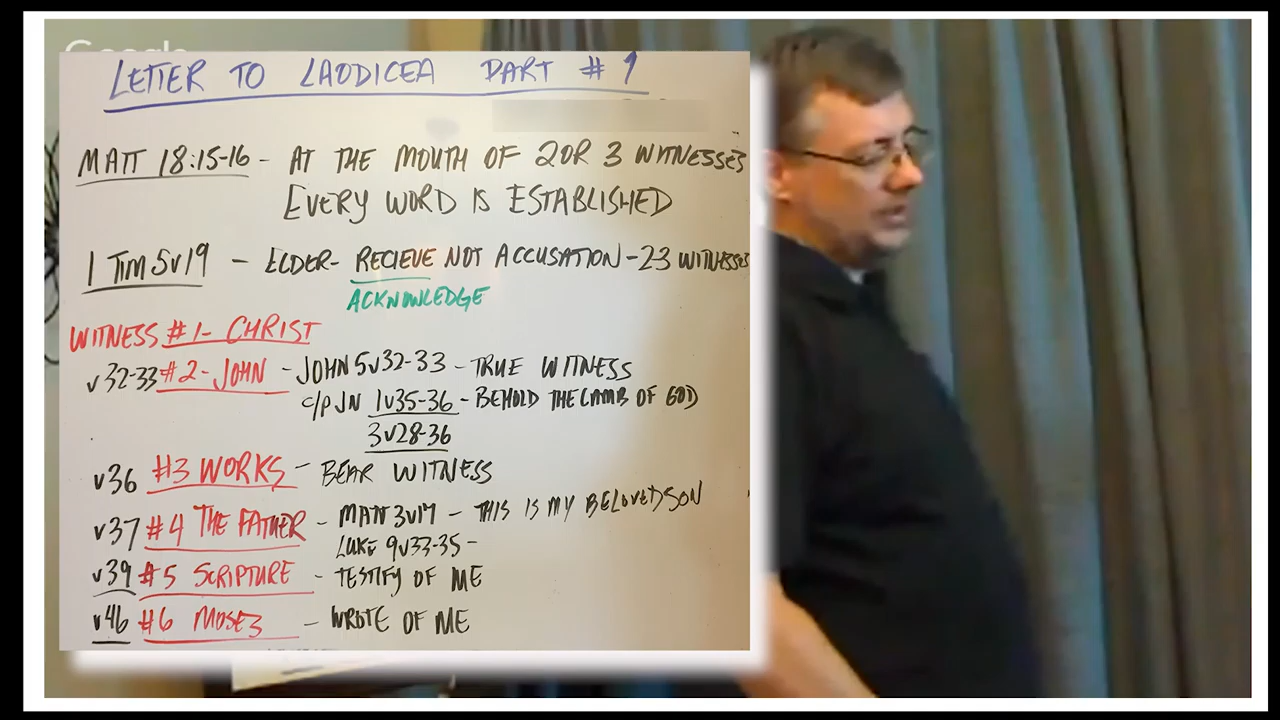 Google
LETTER TO LAODICEA PART # 1
MATT 18:15-16 - AT THE MOUTH OF 2 OR 3 WITNESSES
EVERY WORD IS ESTABLISHED
1 TIM 5v19 - ELDER - RECIEVE NOT ACCUSATION - 23 WITNESSES
ACKNOWLEDGE
WITNESS #1 - CHRIST
v32-33 #2 - JOHN - JOHN 5v32-33 - TRUE WITNESS
c/p JN 1v35-36 - BEHOLD THE LAMB OF GOD
3v28-36
v36 #3 WORKS - BEAR WITNESS
v37 #4 THE FATHER - MATT 3v17 - THIS IS MY BELOVED SON
LUKE 9v33-35 -
v39 #5 SCRIPTURE - TESTIFY OF ME
v46 #6 MOSES - WROTE OF ME